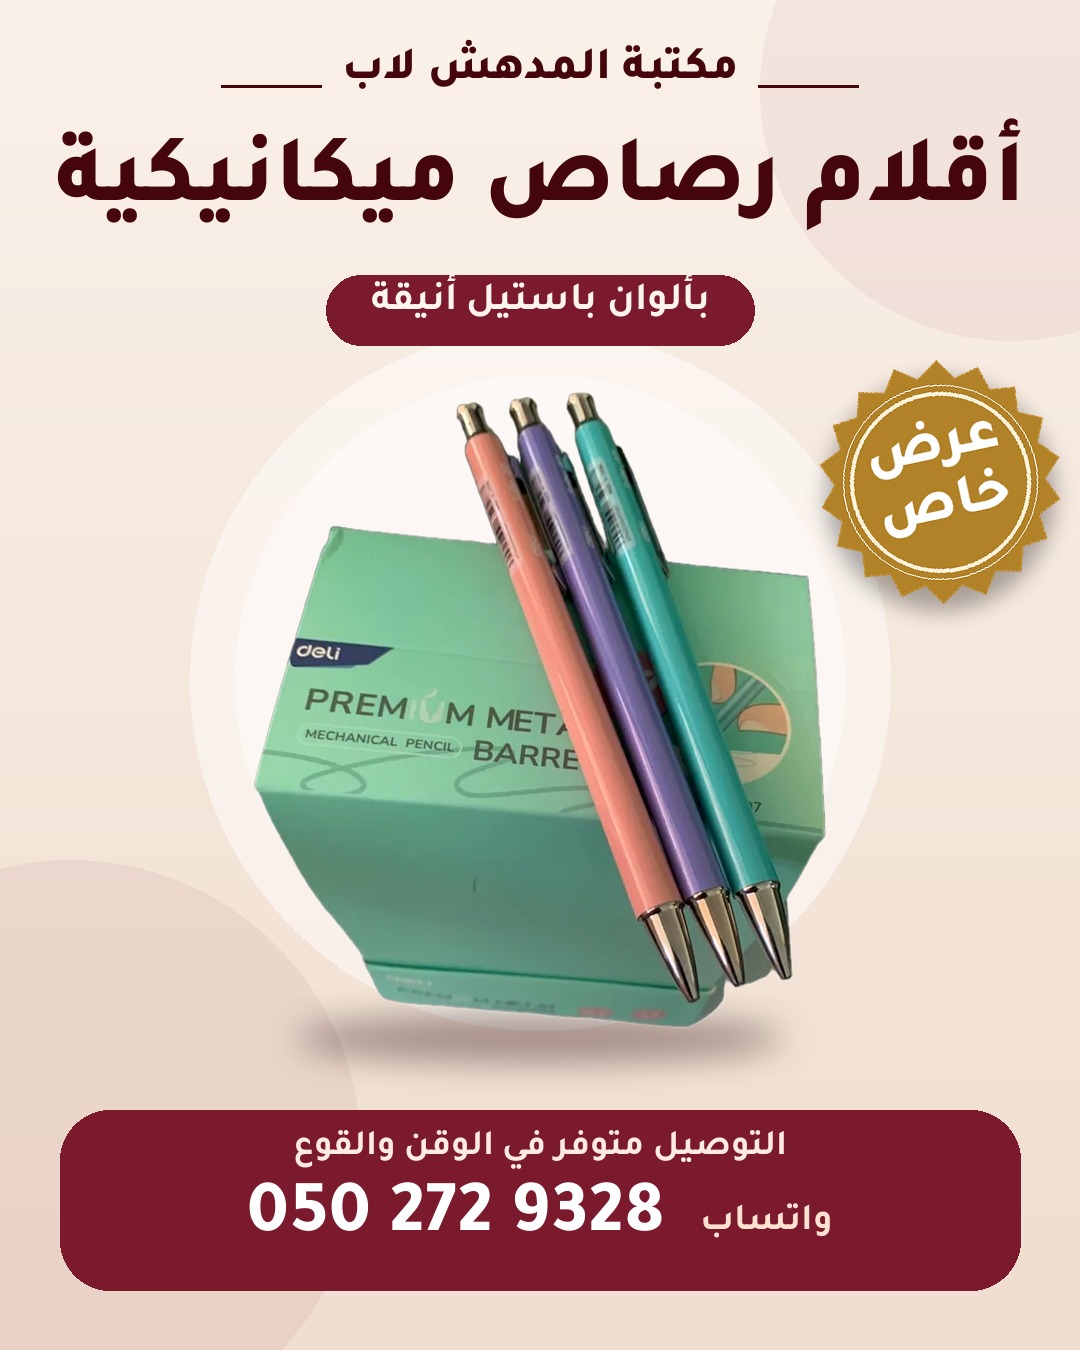 مكتبة المدهش لاب
أقلام رصاص ميكانيكية
بألوان باستيل أنيقة
عرض
خاص
deli
PREMIUM META
MECHANICAL PENCIL
BARRE
التوصيل متوفر في الوقن والقوع
واتساب 050 272 9328